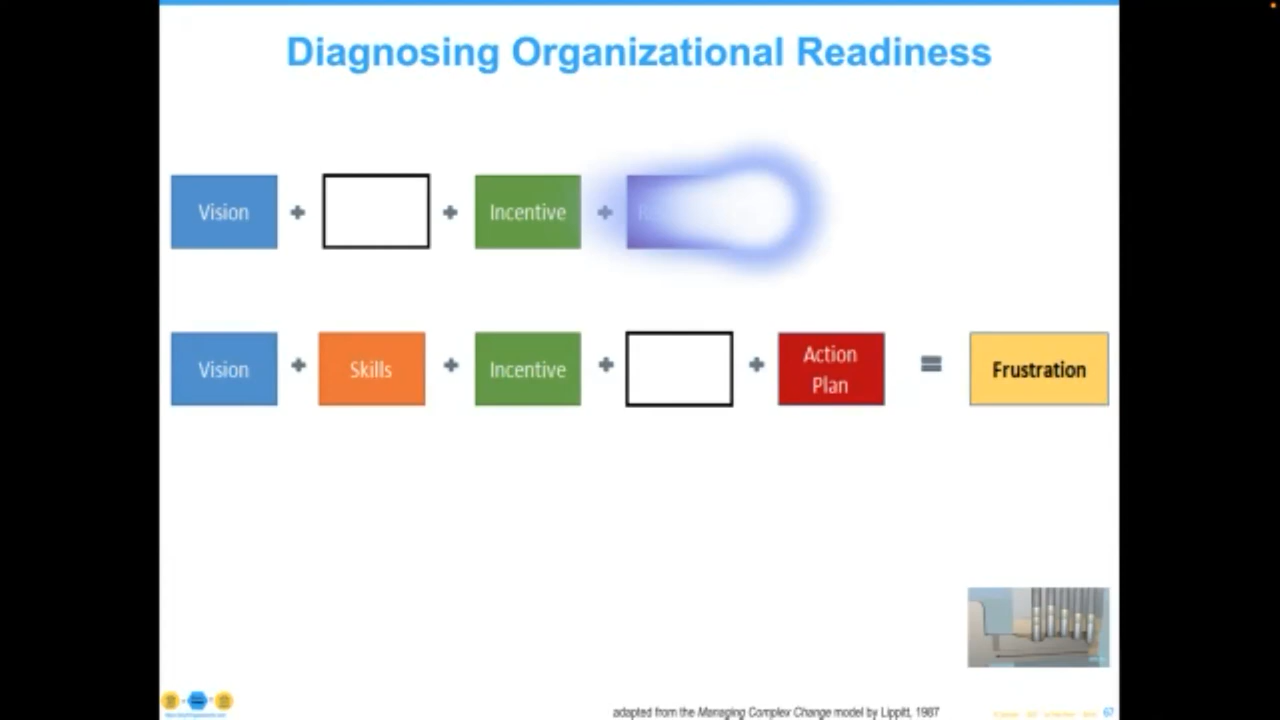 Diagnosing Organizational Readiness
Vision + + Incentive +
Vision + Skills + Incentive + + Action Plan = Frustration
adapted from the Managing Complex Change model by Lippitt, 1987
67